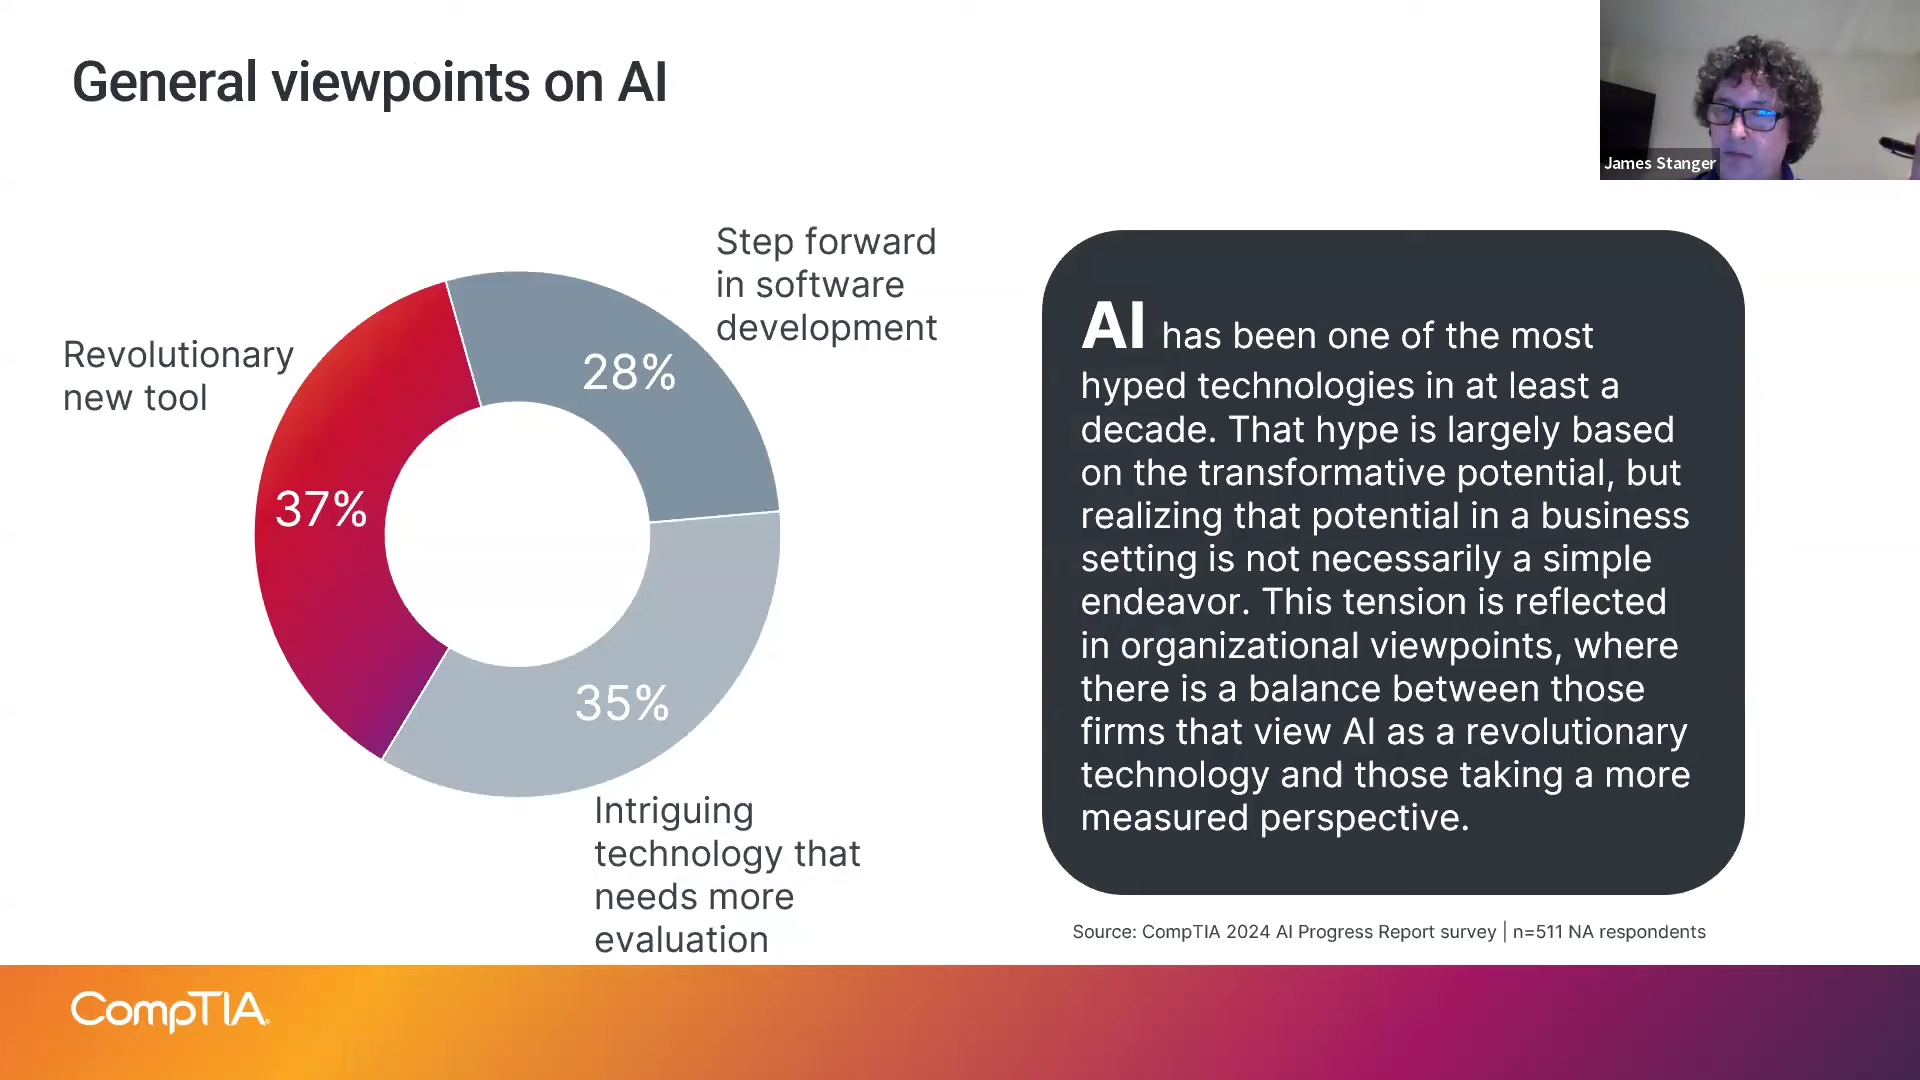 General viewpoints on AI
James Stanger
Step forward
in software
development
Revolutionary
new tool
28%
37%
35%
Intriguing
technology that
needs more
evaluation
AI has been one of the most
hyped technologies in at least a
decade. That hype is largely based
on the transformative potential, but
realizing that potential in a business
setting is not necessarily a simple
endeavor. This tension is reflected
in organizational viewpoints, where
there is a balance between those
firms that view AI as a revolutionary
technology and those taking a more
measured perspective.
Source: CompTIA 2024 AI Progress Report survey | n=511 NA respondents
CompTIA.